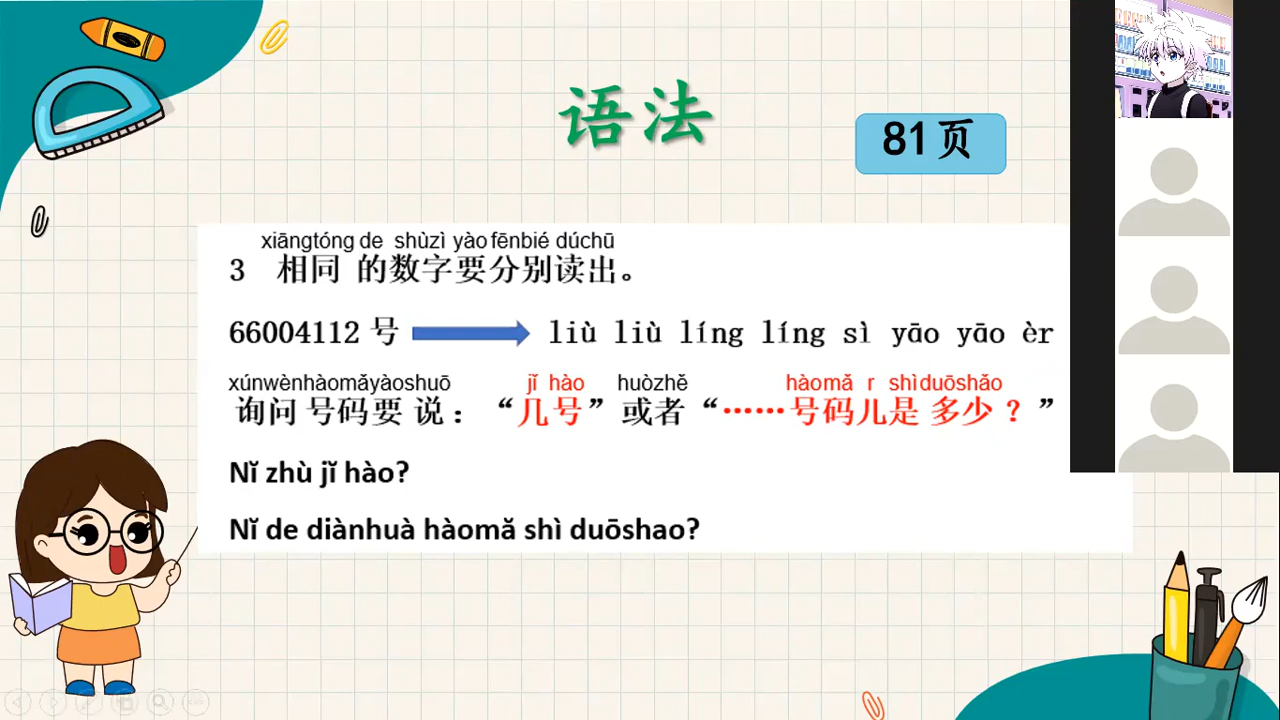 语法
81页
xiāngtóng de shùzì yào fēnbié dúchū
3 相同 的数字要分别读出。
66004112 号 liù liù líng líng sì yāo yāo èr
xúnwènhàomǎyàoshuō jǐ hào huòzhě hàomǎ r shìduōshǎo
询问 号码要 说：“几号”或者“……号码儿是 多少？”
Nǐ zhù jǐ hào?
Nǐ de diànhuà hàomǎ shì duōshao?